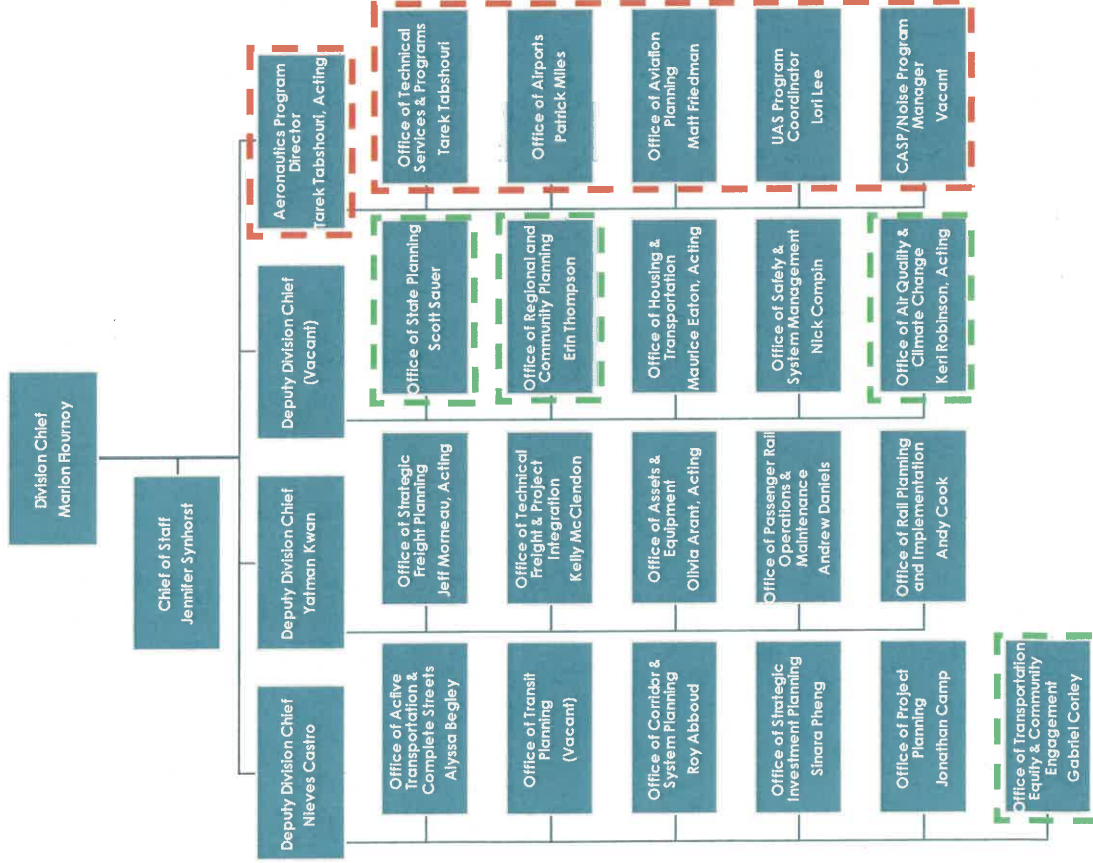 Division Chief
Marlon Flournoy
Chief of Staff
Jennifer Synhorst
Deputy Division Chief
Nieves Castro
Office of Active
Transportation &
Complete Streets
Alyssa Begley
Office of Transit
Planning
(Vacant)
Office of Corridor &
System Planning
Roy Abboud
Office of Strategic
Investment Planning
Sinara Pheng
Office of Project
Planning
Jonathan Camp
Office of Transportation
Equity & Community
Engagement
Gabriel Corley
Deputy Division Chief
Yatman Kwan
Office of Strategic
Freight Planning
Jeff Morneau, Acting
Office of Technical
Freight & Project
Integration
Kelly McClendon
Office of Assets &
Equipment
Olivia Arant, Acting
Office of Passenger Rail
Operations &
Maintenance
Andrew Daniels
Office of Rail Planning
and Implementation
Andy Cook
Deputy Division Chief
(Vacant)
Office of State Planning
Scott Sauer
Office of Regional and
Community Planning
Erin Thompson
Office of Housing &
Transportation
Maurice Eaton, Acting
Office of Safety &
System Management
Nick Compin
Office of Air Quality &
Climate Change
Keri Robinson, Acting
Aeronautics Program
Director
Tarek Tabshouri, Acting
Office of Technical
Services & Programs
Tarek Tabshouri
Office of Airports
Patrick Miles
Office of Aviation
Planning
Matt Friedman
UAS Program
Coordinator
Lori Lee
CASP/Noise Program
Manager
Vacant